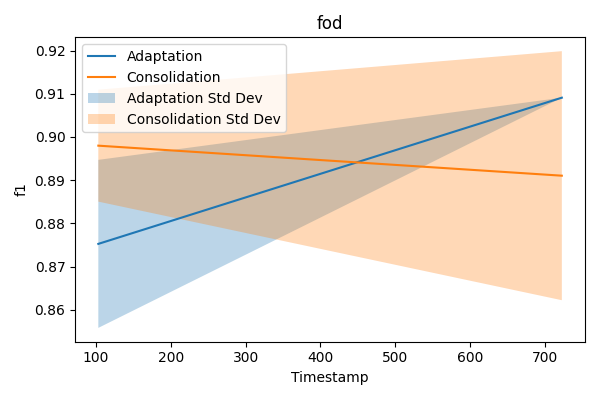 fod
0.92
0.91
0.90
0.89
0.88
0.87
0.86
f1
Adaptation
Consolidation
Adaptation Std Dev
Consolidation Std Dev
100
200
300
400
500
600
700
Timestamp